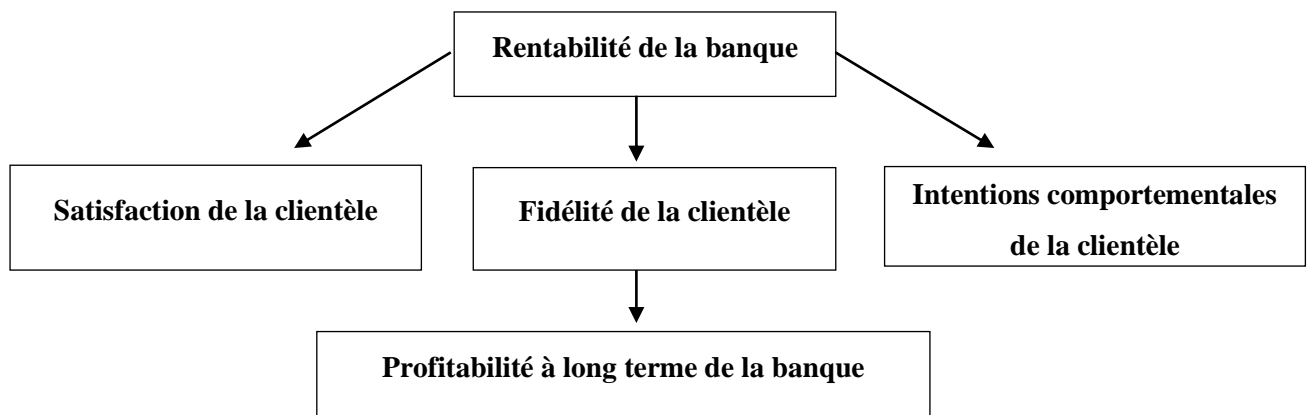 Rentabilité de la banque
Satisfaction de la clientèle
Fidélité de la clientèle
Intentions comportementales
de la clientèle
Profitabilité à long terme de la banque